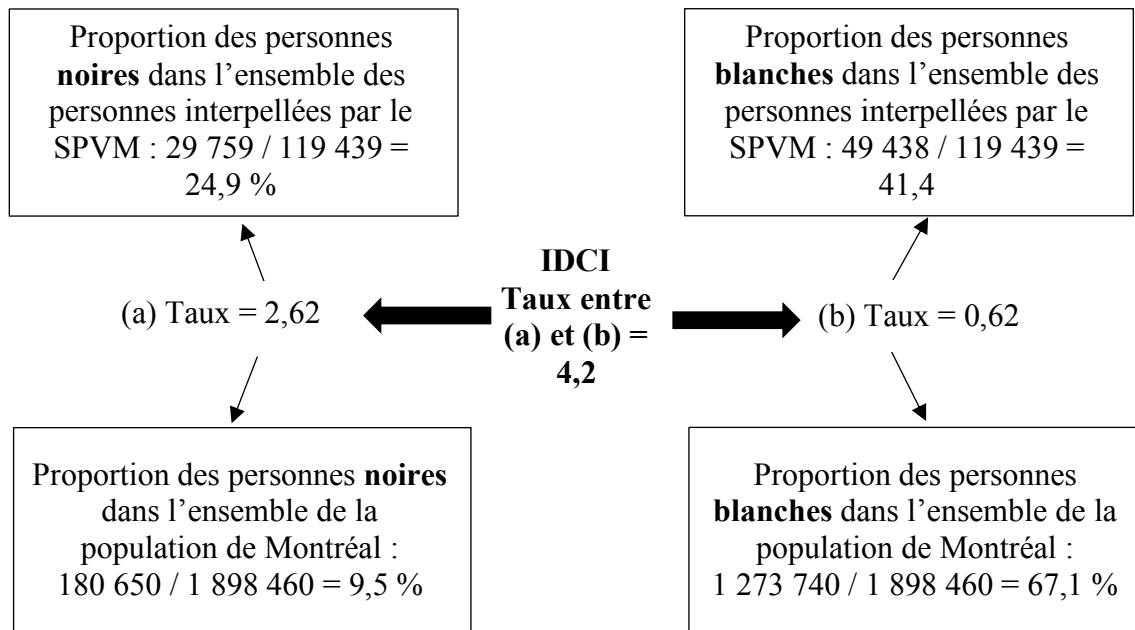 Proportion des personnes
noires dans l’ensemble des
personnes interpellées par le
SPVM : 29 759 / 119 439 =
24,9 %
Proportion des personnes
blanches dans l’ensemble des
personnes interpellées par le
SPVM : 49 438 / 119 439 =
41,4
(a) Taux = 2,62
IDCI
Taux entre
(a) et (b) =
4,2
(b) Taux = 0,62
Proportion des personnes noires
dans l’ensemble de la
population de Montréal :
180 650 / 1 898 460 = 9,5 %
Proportion des personnes
blanches dans l’ensemble de la
population de Montréal :
1 273 740 / 1 898 460 = 67,1 %